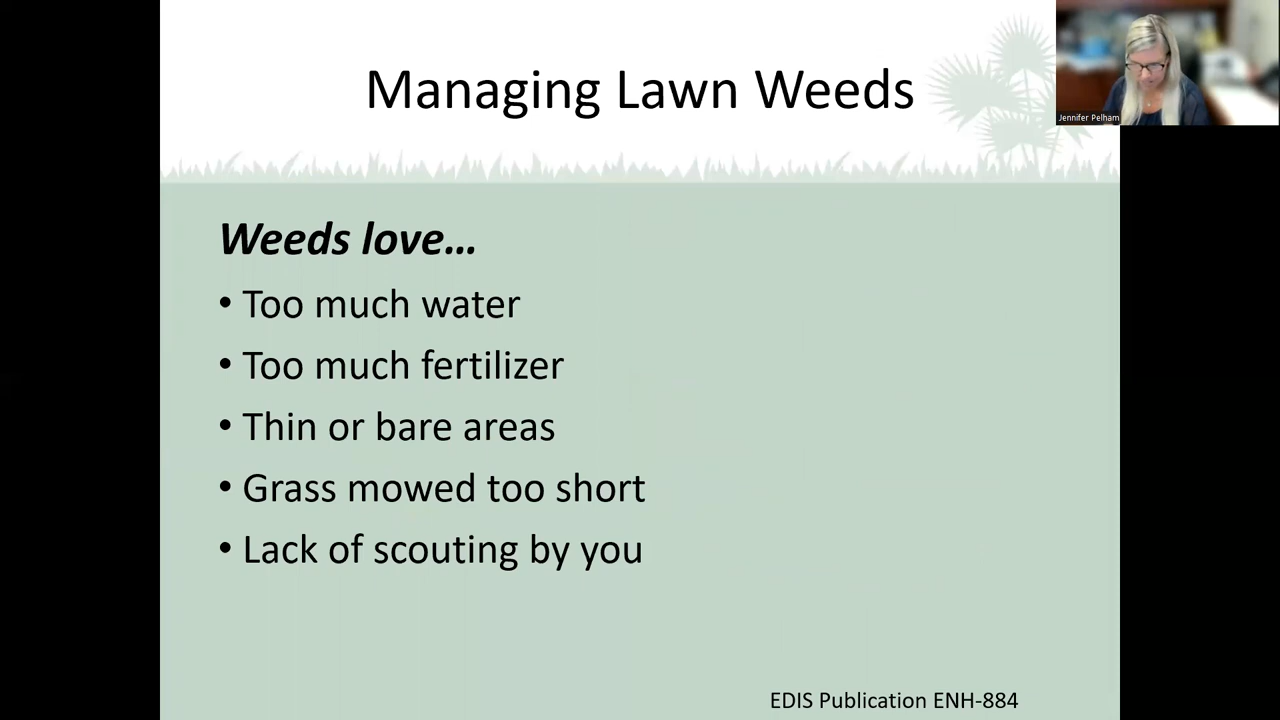 Managing Lawn Weeds
Jennifer Pelham
Weeds love...
• Too much water
• Too much fertilizer
• Thin or bare areas
• Grass mowed too short
• Lack of scouting by you
EDIS Publication ENH-884